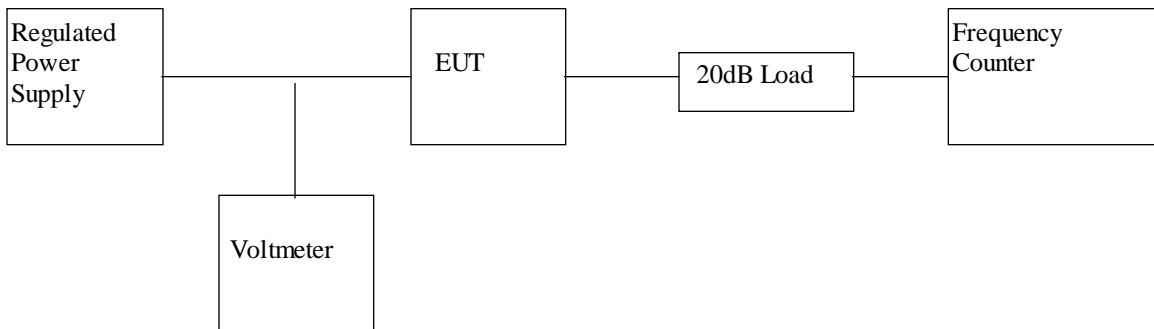 Regulated
Power
Supply
EUT
20dB Load
Frequency
Counter
Voltmeter